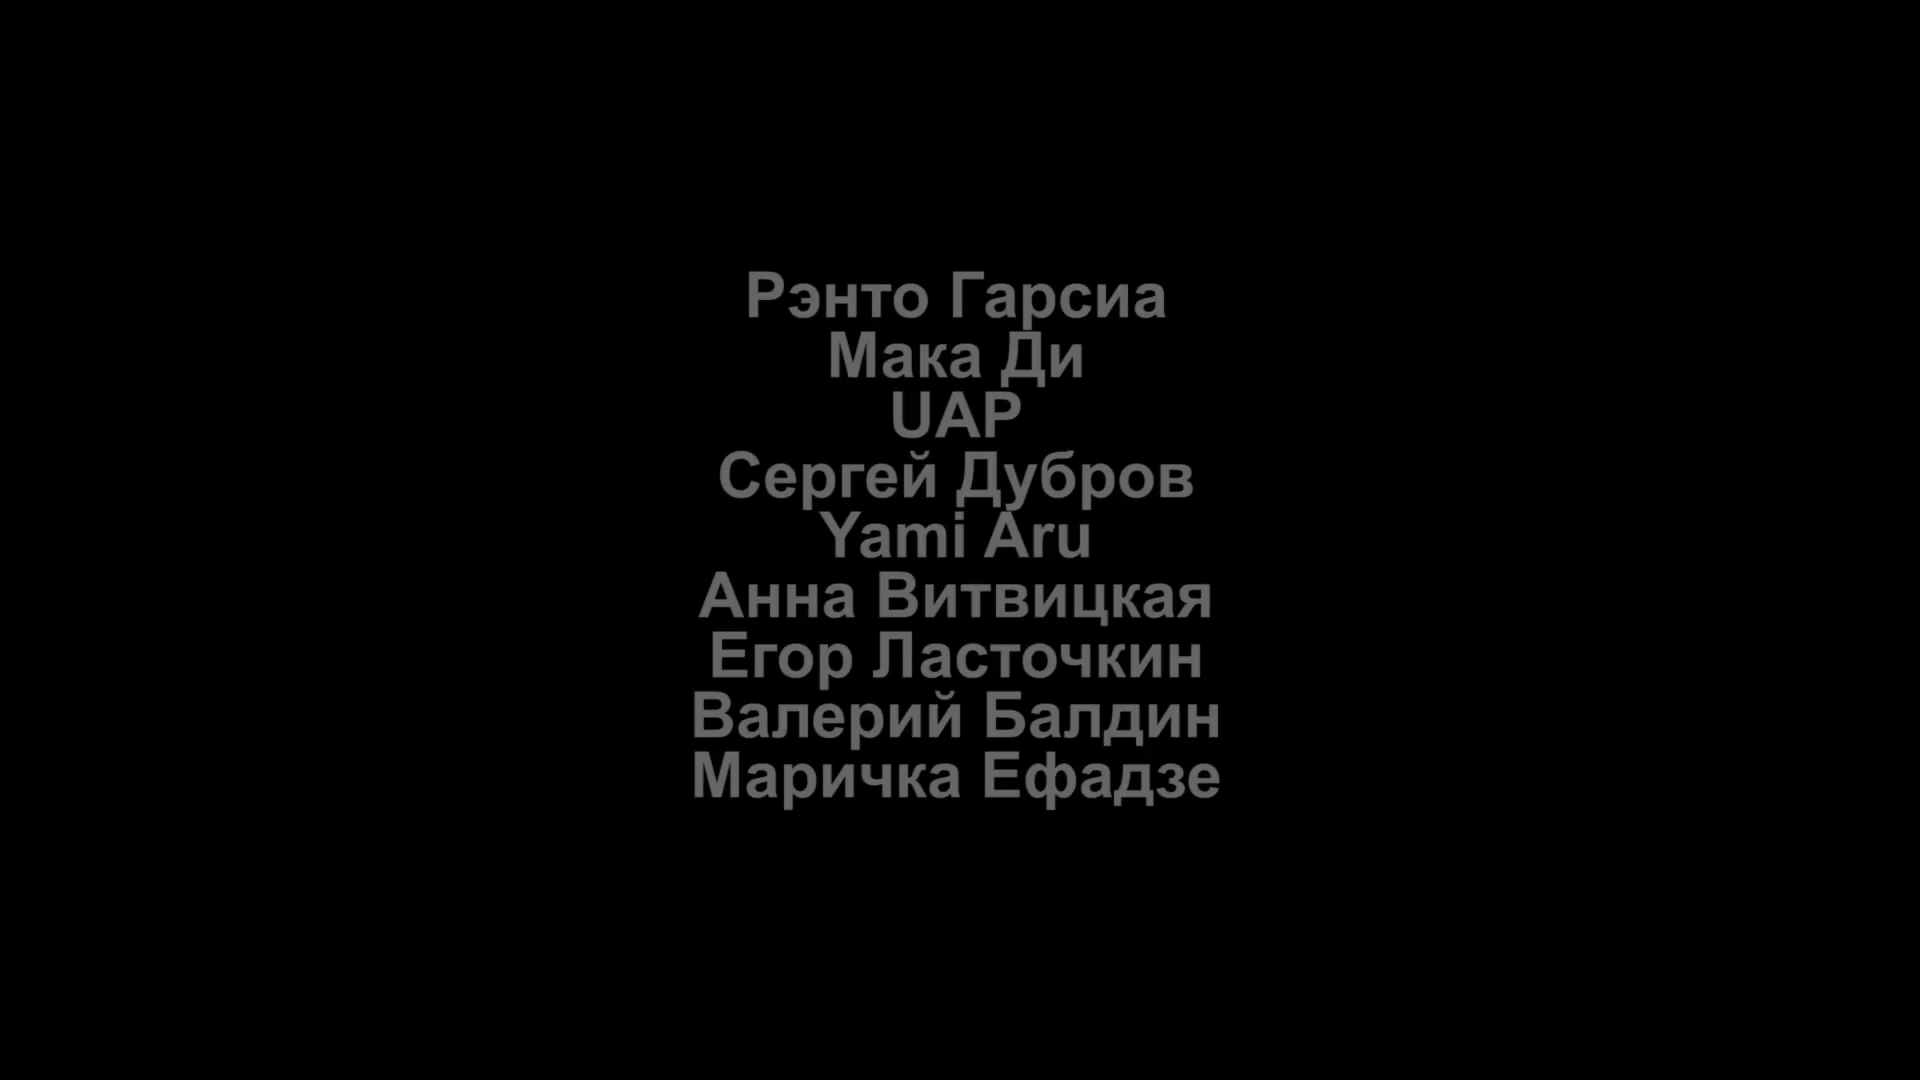 Рэнто Гарсиа
Мака Ди
UAP
Сергей Дубров
Yami Aru
Анна Витвицкая
Егор Ласточкин
Валерий Балдин
Маричка Ефадзе